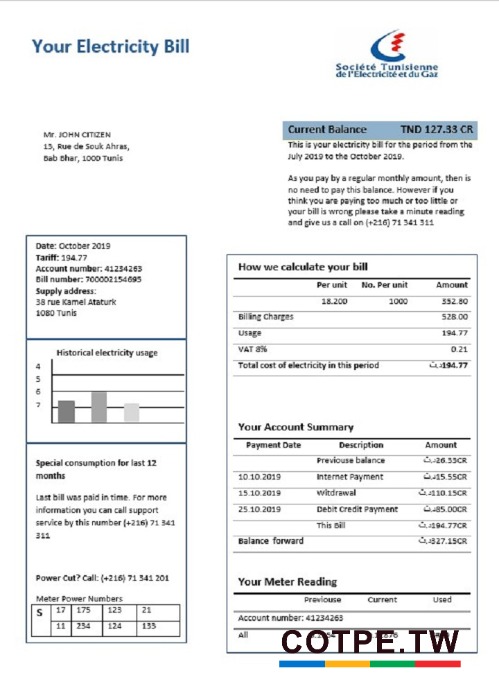 Your Electricity Bill
Société Tunisienne
de l'Electricité et du Gaz
Mr. JOHN CITIZEN
15, Rue de Souk Ahras,
Bab Bhar, 1000 Tunis
Current Balance TND 127.33 CR
This is your electricity bill for the period from the
July 2019 to the October 2019.
As you pay by a regular monthly amount, then is
no need to pay this balance. However if you
think you are paying too much or too little or
your bill is wrong please take a minute reading
and give us a call on (+216) 71 341 311
Date: October 2019
Tariff: 194.77
Account number: 41234263
Bill number: 700002154695
Supply address:
38 rue Kamel Ataturk
1080 Tunis
Historical electricity usage
4
5
6
7
Special consumption for last 12
months
Last bill was paid in time. For more
information you can call support
service by this number (+216) 71 341
311
Power Cut? Call: (+216) 71 341 201
Meter Power Numbers
S 17 175 123 21
11 234 124 133
How we calculate your bill
Per unit No. Per unit Amount
18.200 1000 352.80
Billing Charges 528.00
Usage 194.77
VAT 8% 0.21
Total cost of electricity in this period د.ت194.77
Your Account Summary
Payment Date Description Amount
Previouse balance د.ت26.33CR
10.10.2019 Internet Payment د.ت15.55CR
15.10.2019 Witdrawal د.ت110.15CR
25.10.2019 Debit Credit Payment د.ت85.00CR
This Bill د.ت194.77CR
Balance forward د.ت327.15CR
Your Meter Reading
Previouse Current Used
Account number: 41234263
All
COTPE.TW